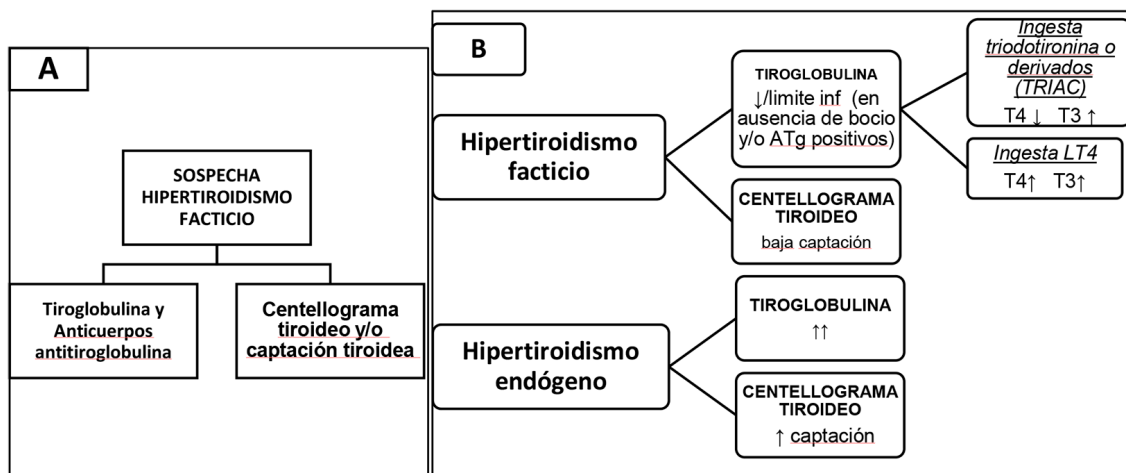 A
SOSPECHA
HIPERTIROIDISMO
FACTICIO
Tiroglobulina y
Anticuerpos
antitiroglobulina
Centellograma
tiroideo y/o
captación tiroidea
B
Hipertiroidismo
facticio
TIROGLOBULINA
↓/limite inf (en
ausencia de bocio
y/o ATg positivos)
Ingesta
triodotironina o
derivados
(TRIAC)
T4 ↓ T3 ↑
Ingesta LT4
T4↑ T3↑
CENTELLOGRAMA
TIROIDEO
baja captación
Hipertiroidismo
endógeno
TIROGLOBULINA
↑↑
CENTELLOGRAMA
TIROIDEO
↑ captación